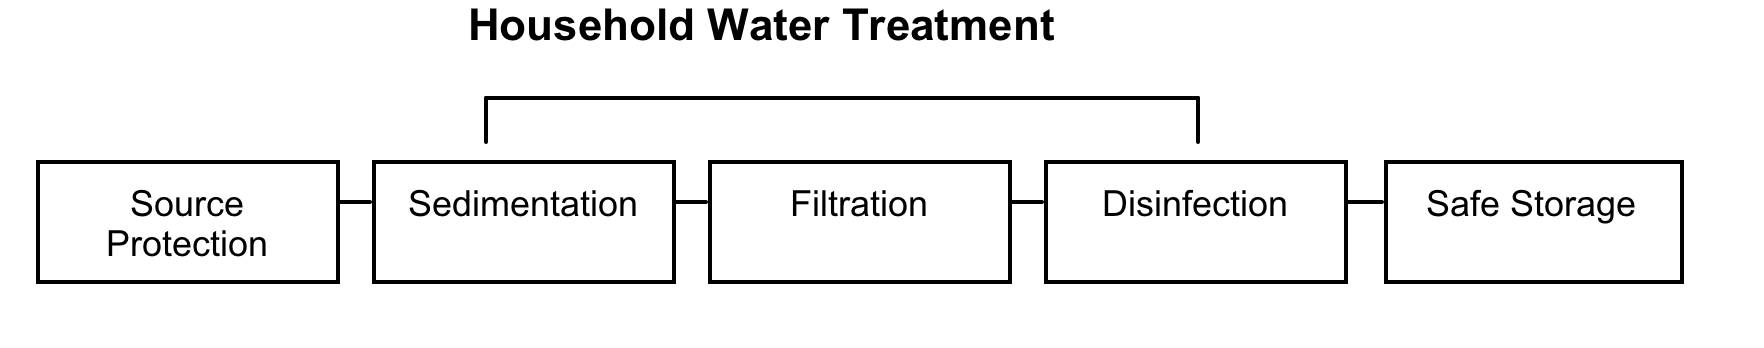 Household Water Treatment
Source
Protection
Sedimentation
Filtration
Disinfection
Safe Storage